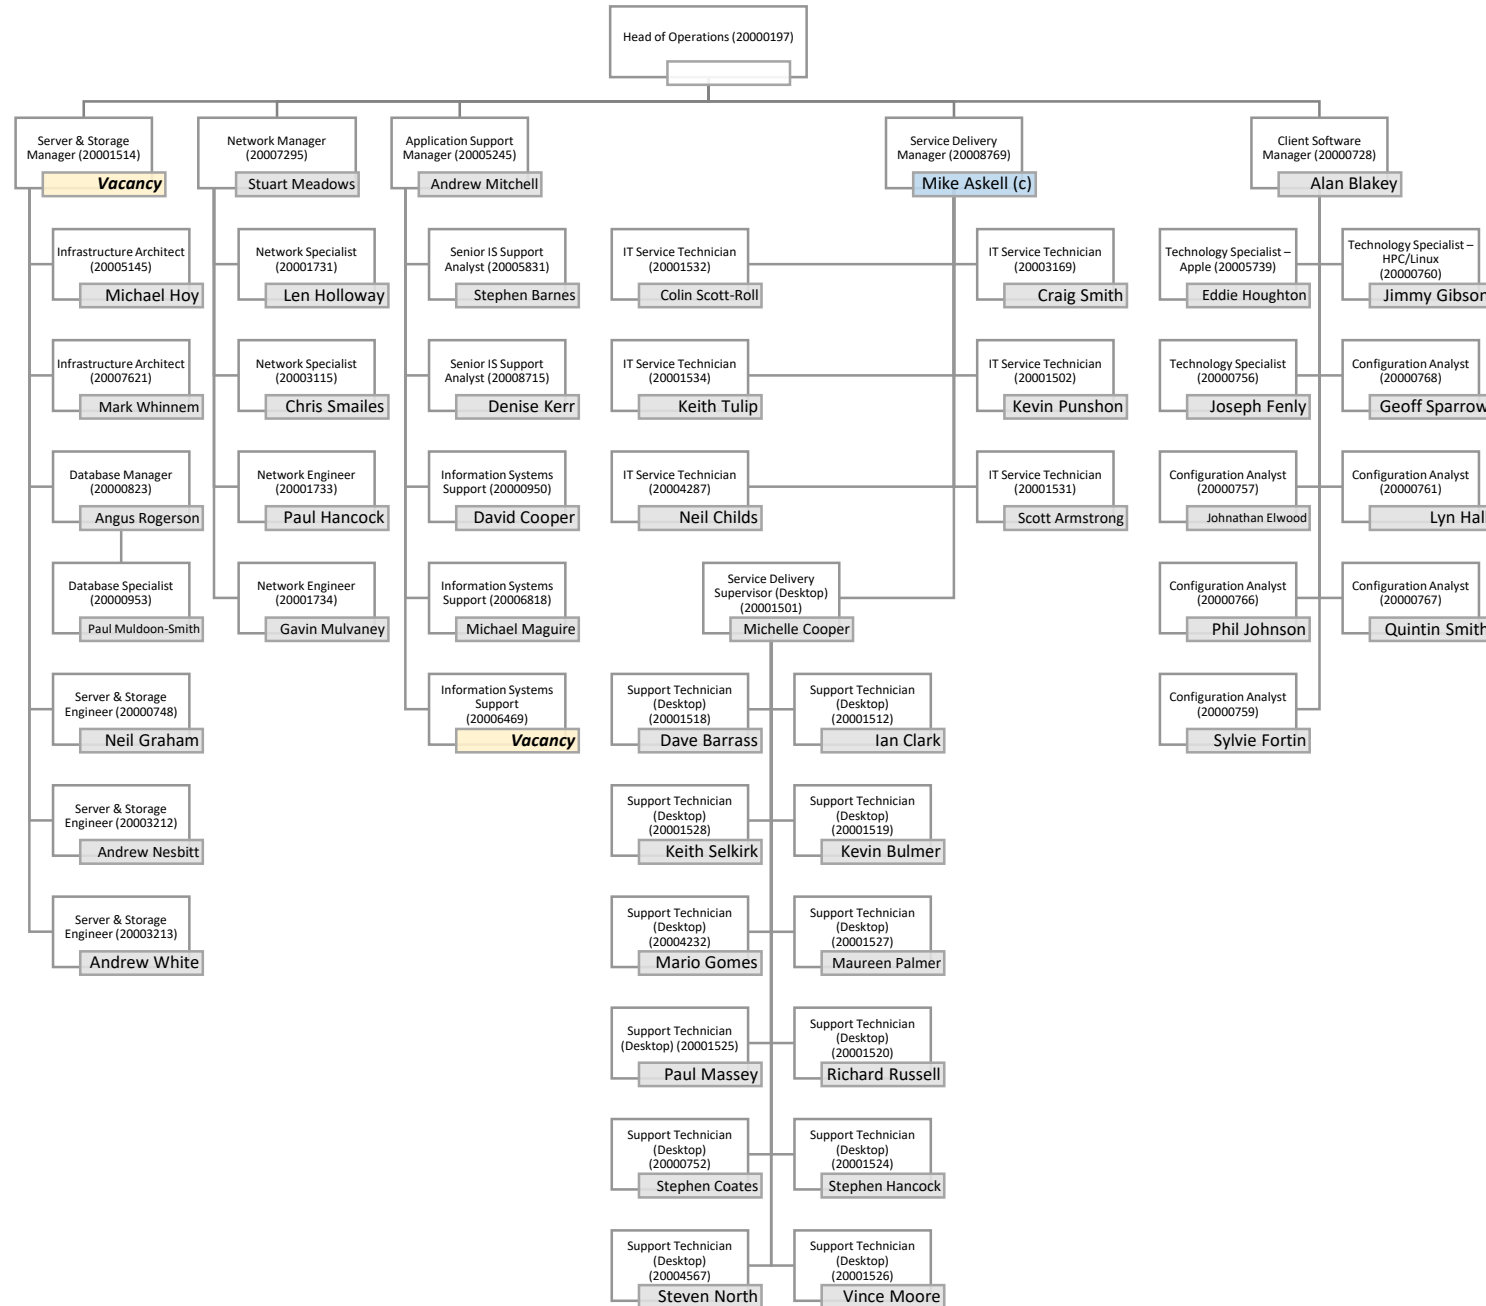 Head of Operations (20000197)
Server & Storage
Manager (20001514)
Vacancy
Network Manager
(20007295)
Stuart Meadows
Application Support
Manager (20005245)
Andrew Mitchell
Service Delivery
Manager (20008769)
Mike Askell (c)
Client Software
Manager (20000728)
Alan Blakey
Infrastructure Architect
(20005145)
Michael Hoy
Infrastructure Architect
(20007621)
Mark Whinnem
Database Manager
(20000823)
Angus Rogerson
Database Specialist
(20000953)
Paul Muldoon-Smith
Server & Storage
Engineer (20000748)
Neil Graham
Server & Storage
Engineer (20003212)
Andrew Nesbitt
Server & Storage
Engineer (20003213)
Andrew White
Network Specialist
(20001731)
Len Holloway
Network Specialist
(20003115)
Chris Smailes
Network Engineer
(20001733)
Paul Hancock
Network Engineer
(20001734)
Gavin Mulvaney
Senior IS Support
Analyst (20005831)
Stephen Barnes
Senior IS Support
Analyst (20008715)
Denise Kerr
Information Systems
Support (20000950)
David Cooper
Information Systems
Support (20006818)
Michael Maguire
Information Systems
Support
(20006469)
Vacancy
IT Service Technician
(20001532)
Colin Scott-Roll
IT Service Technician
(20003169)
Craig Smith
IT Service Technician
(20001534)
Keith Tulip
IT Service Technician
(20001502)
Kevin Punshon
IT Service Technician
(20004287)
Neil Childs
IT Service Technician
(20001531)
Scott Armstrong
Service Delivery
Supervisor (Desktop)
(20001501)
Michelle Cooper
Support Technician
(Desktop)
(20001518)
Dave Barrass
Support Technician
(Desktop)
(20001512)
Ian Clark
Support Technician
(Desktop)
(20001528)
Keith Selkirk
Support Technician
(Desktop)
(20001519)
Kevin Bulmer
Support Technician
(Desktop)
(20004232)
Mario Gomes
Support Technician
(Desktop)
(20001527)
Maureen Palmer
Support Technician
(Desktop) (20001525)
Paul Massey
Support Technician
(Desktop)
(20001520)
Richard Russell
Support Technician
(Desktop)
(20000752)
Stephen Coates
Support Technician
(Desktop)
(20001524)
Stephen Hancock
Support Technician
(Desktop)
(20004567)
Steven North
Support Technician
(Desktop)
(20001526)
Vince Moore
Technology Specialist –
Apple (20005739)
Eddie Houghton
Technology Specialist –
HPC/Linux
(20000760)
Jimmy Gibson
Technology Specialist
(20000756)
Joseph Fenly
Configuration Analyst
(20000768)
Geoff Sparrow
Configuration Analyst
(20000757)
Johnathan Elwood
Configuration Analyst
(20000761)
Lyn Hall
Configuration Analyst
(20000766)
Phil Johnson
Configuration Analyst
(20000767)
Quintin Smith
Configuration Analyst
(20000759)
Sylvie Fortin